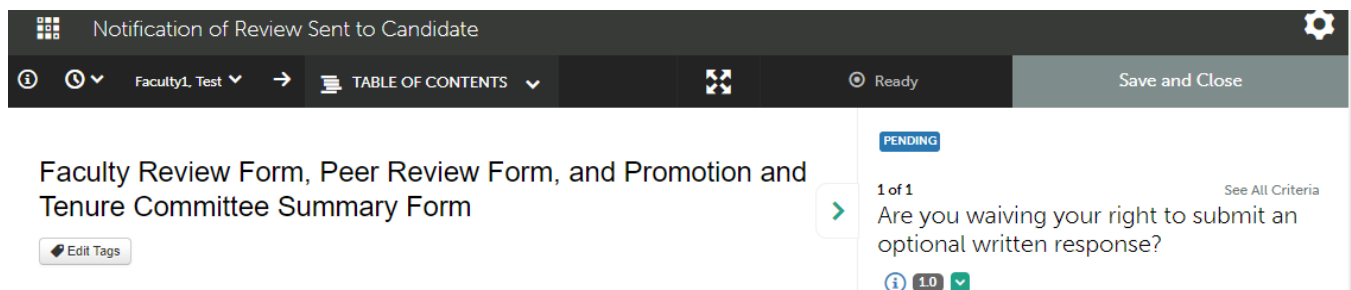 Notification of Review Sent to Candidate
Faculty1, Test TABLE OF CONTENTS Ready Save and Close
Faculty Review Form, Peer Review Form, and Promotion and
Tenure Committee Summary Form
Edit Tags
PENDING
1 of 1 See All Criteria
Are you waiving your right to submit an
optional written response?
1.0